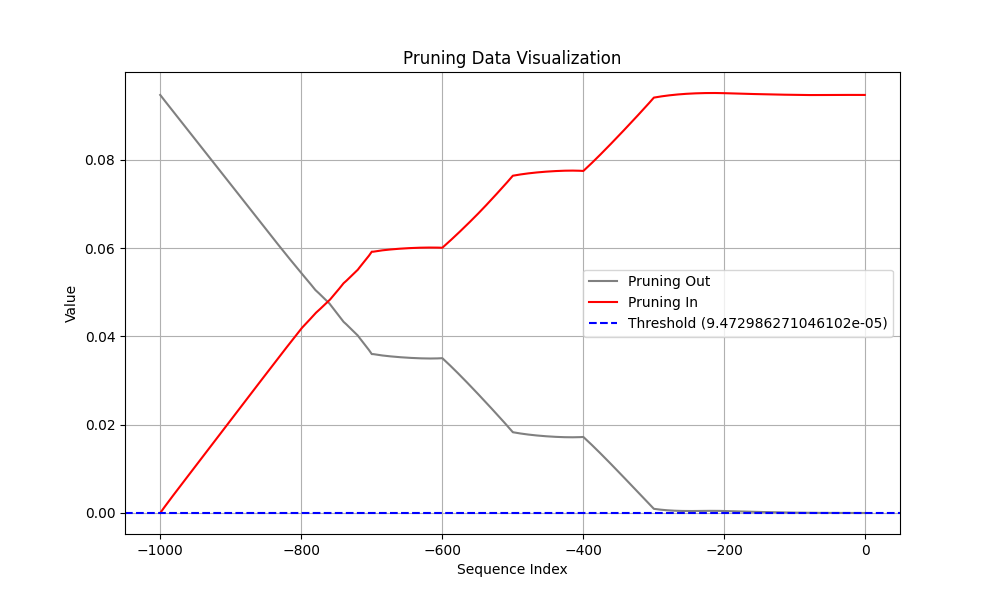 Pruning Data Visualization
Value
0.08
0.06
0.04
0.02
0.00
Pruning Out
Pruning In
Threshold (9.472986271046102e-05)
−1000
−800
−600
−400
−200
0
Sequence Index